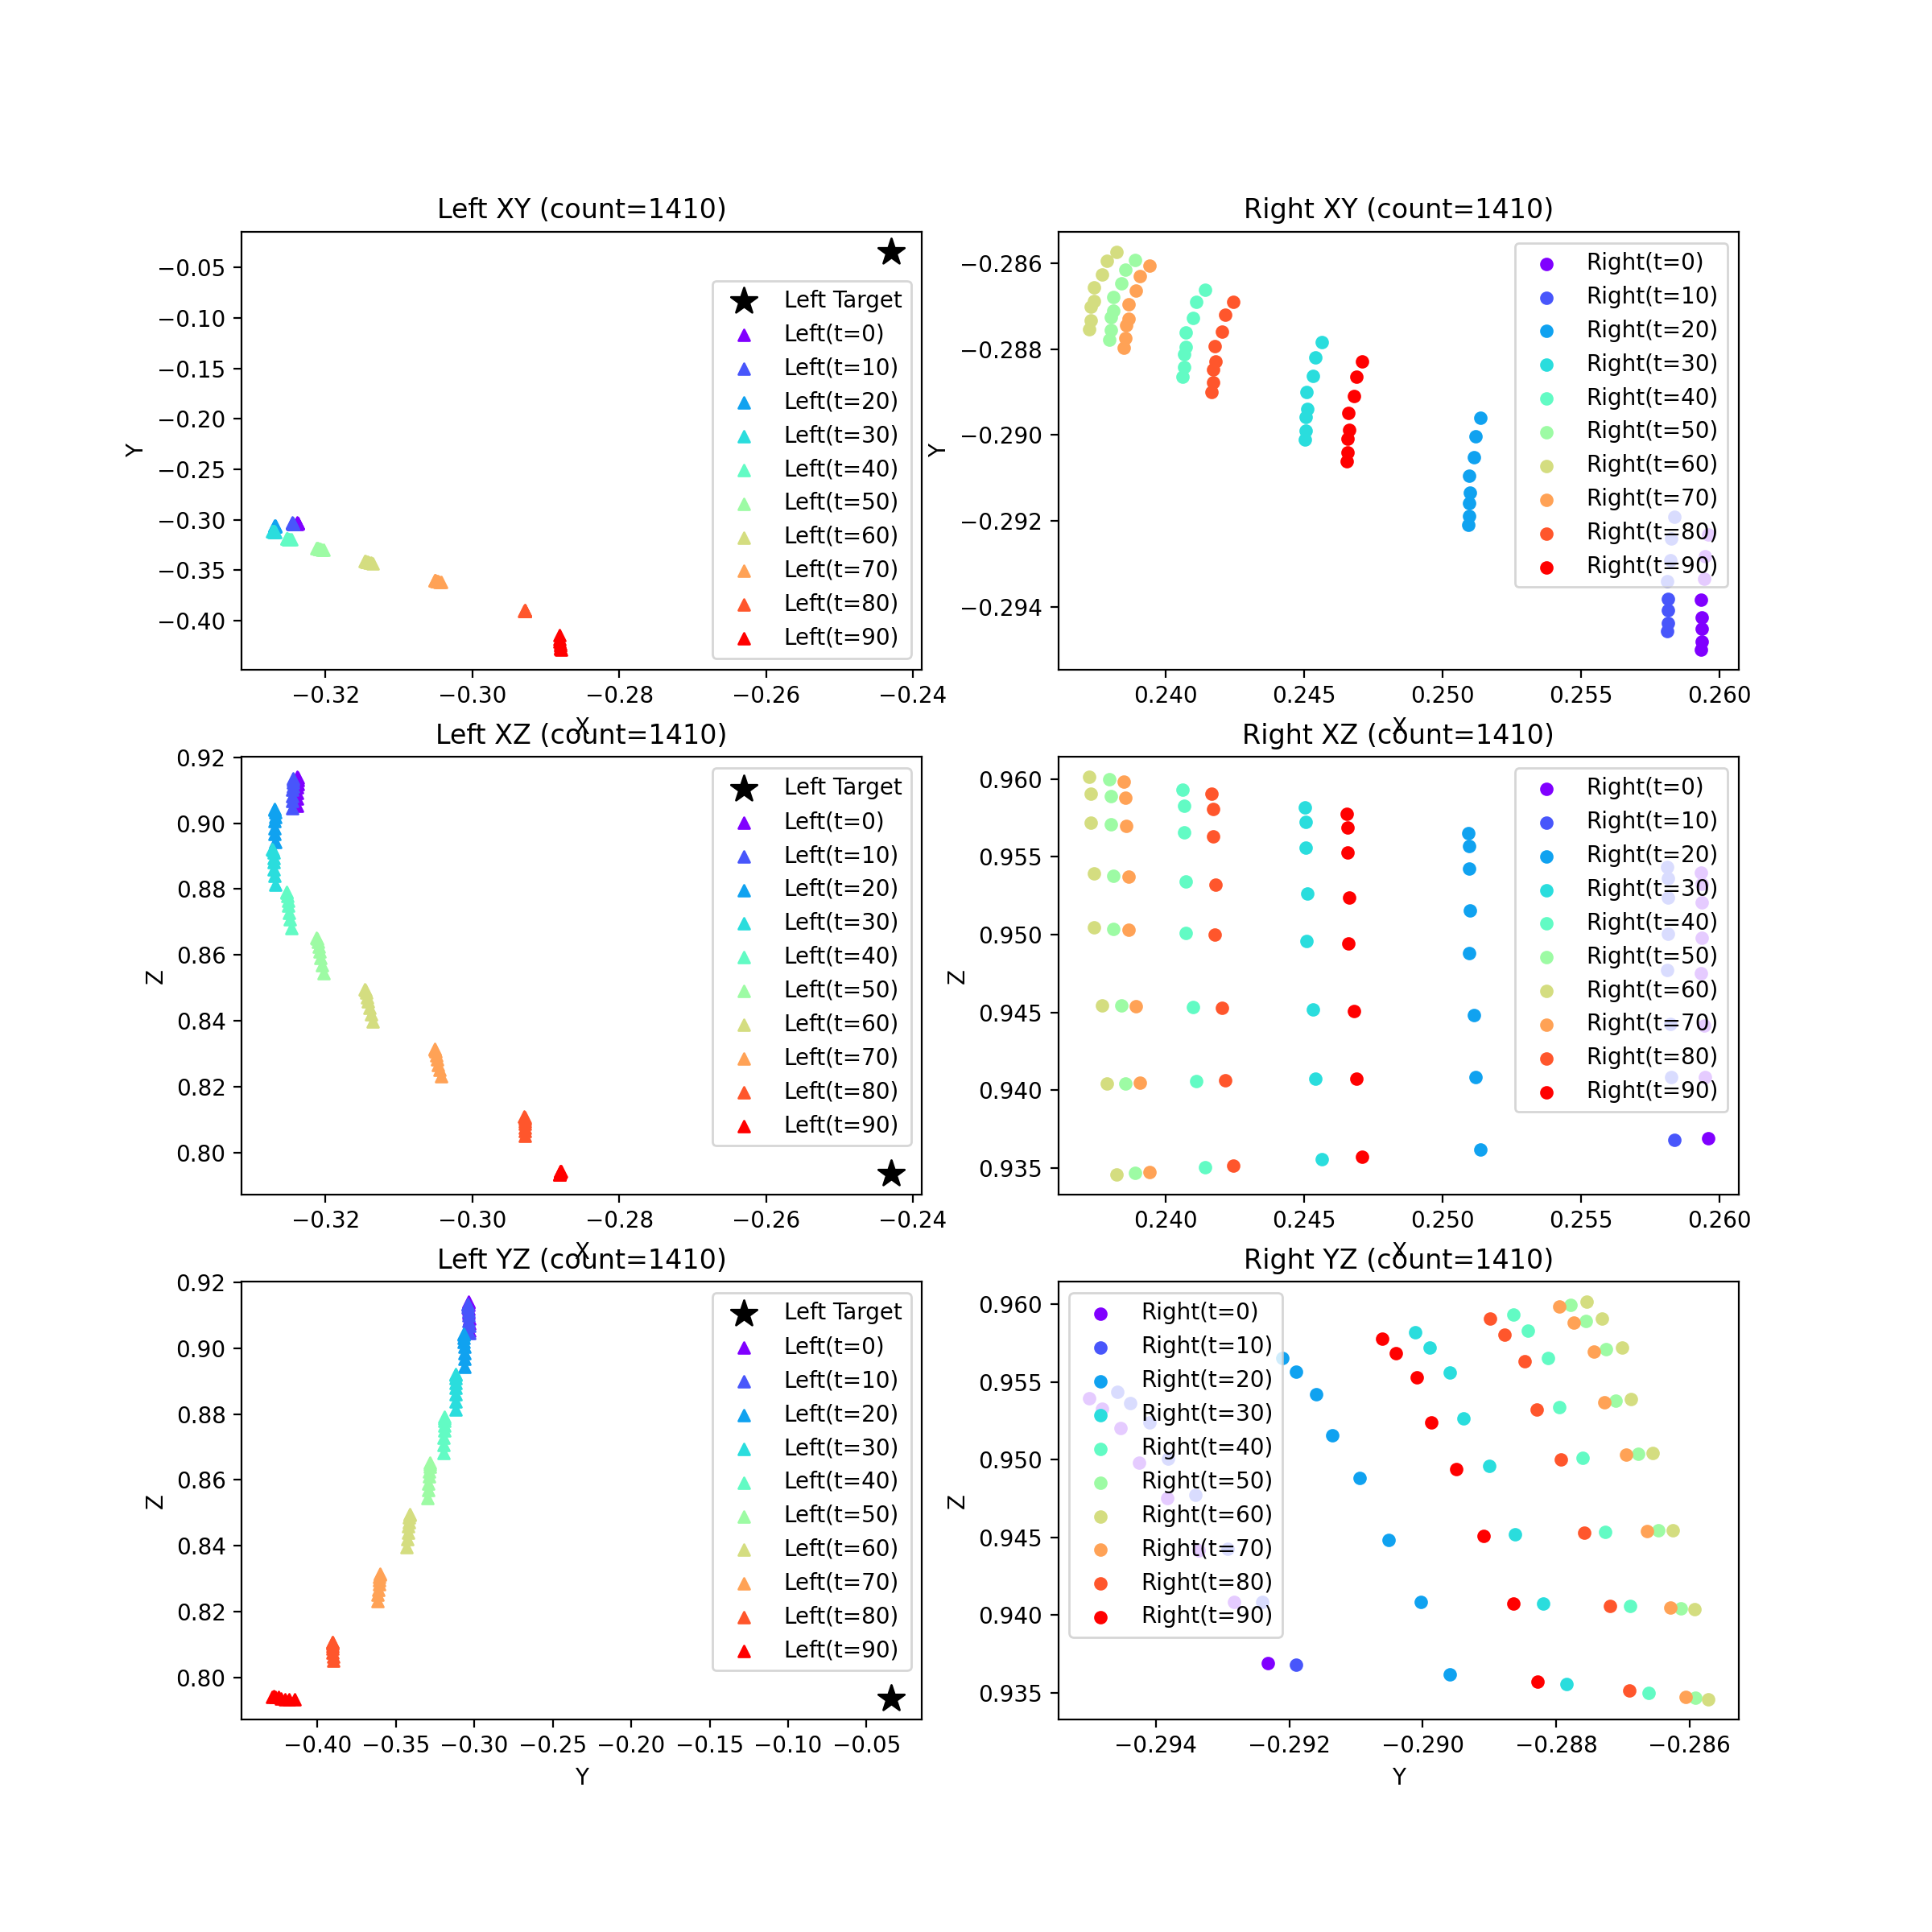 Left XY (count=1410)
−0.05
−0.10
−0.15
−0.20
−0.25
−0.30
−0.35
−0.40
Y
Left Target
Left(t=0)
Left(t=10)
Left(t=20)
Left(t=30)
Left(t=40)
Left(t=50)
Left(t=60)
Left(t=70)
Left(t=80)
Left(t=90)
−0.32
−0.30
−0.28
−0.26
−0.24
X
Right XY (count=1410)
−0.286
−0.288
−0.290
−0.292
−0.294
Y
Right(t=0)
Right(t=10)
Right(t=20)
Right(t=30)
Right(t=40)
Right(t=50)
Right(t=60)
Right(t=70)
Right(t=80)
Right(t=90)
0.240
0.245
0.250
0.255
0.260
X
Left XZ (count=1410)
0.92
0.90
0.88
0.86
0.84
0.82
0.80
Z
Left Target
Left(t=0)
Left(t=10)
Left(t=20)
Left(t=30)
Left(t=40)
Left(t=50)
Left(t=60)
Left(t=70)
Left(t=80)
Left(t=90)
−0.32
−0.30
−0.28
−0.26
−0.24
X
Right XZ (count=1410)
0.960
0.955
0.950
0.945
0.940
0.935
Z
Right(t=0)
Right(t=10)
Right(t=20)
Right(t=30)
Right(t=40)
Right(t=50)
Right(t=60)
Right(t=70)
Right(t=80)
Right(t=90)
0.240
0.245
0.250
0.255
0.260
X
Left YZ (count=1410)
0.92
0.90
0.88
0.86
0.84
0.82
0.80
Z
Left Target
Left(t=0)
Left(t=10)
Left(t=20)
Left(t=30)
Left(t=40)
Left(t=50)
Left(t=60)
Left(t=70)
Left(t=80)
Left(t=90)
−0.40
−0.35
−0.30
−0.25
−0.20
−0.15
−0.10
−0.05
Y
Right YZ (count=1410)
0.960
0.955
0.950
0.945
0.940
0.935
Z
Right(t=0)
Right(t=10)
Right(t=20)
Right(t=30)
Right(t=40)
Right(t=50)
Right(t=60)
Right(t=70)
Right(t=80)
Right(t=90)
−0.294
−0.292
−0.290
−0.288
−0.286
Y